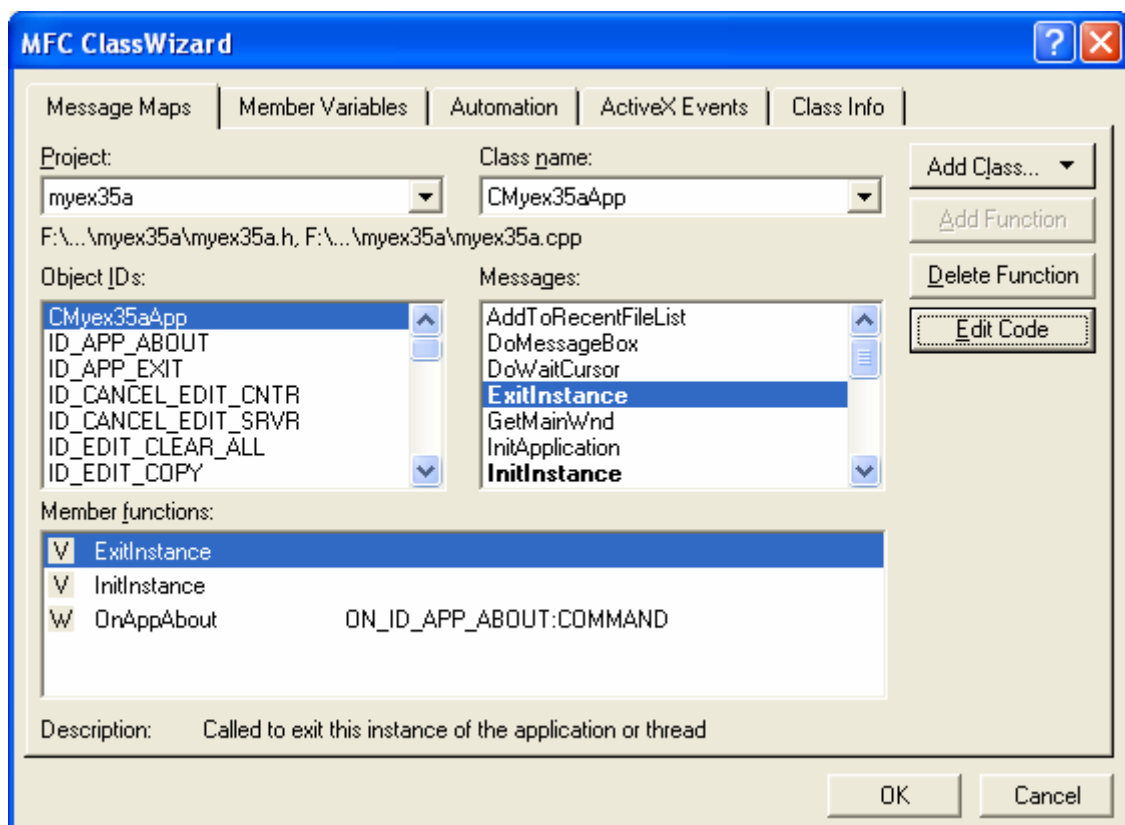 MFC ClassWizard
Message Maps Member Variables Automation ActiveX Events Class Info
Project: Class name:
myex35a CMyex35aApp
Add Class...
F:\...\myex35a\myex35a.h, F:\...\myex35a\myex35a.cpp
Add Function
Object IDs: Messages:
Delete Function
CMyex35aApp AddToRecentFileList
Edit Code
ID_APP_ABOUT DoMessageBox
ID_APP_EXIT DoWaitCursor
ID_CANCEL_EDIT_CNTR ExitInstance
ID_CANCEL_EDIT_SRVR GetMainWnd
ID_EDIT_CLEAR_ALL InitApplication
ID_EDIT_COPY InitInstance
Member functions:
V ExitInstance
V InitInstance
W OnAppAbout ON_ID_APP_ABOUT:COMMAND
Description: Called to exit this instance of the application or thread
OK Cancel